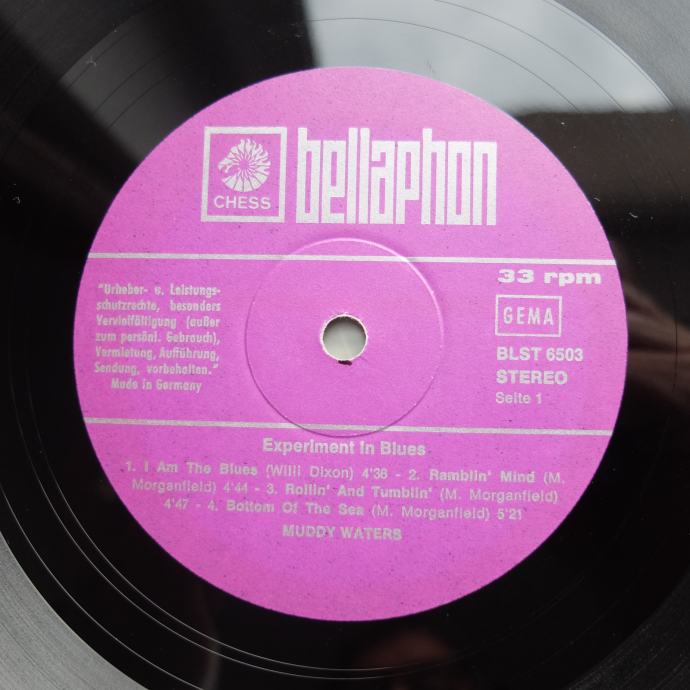 CHESS
bellaphon
33 rpm
"Urheber- u. Leistungs-
schutzrechte, besonders
Vervielfältigung (außer
zum persönl. Gebrauch),
Vermietung, Aufführung,
Sendung, vorbehalten."
Made in Germany
GEMA
BLST 6503
STEREO
Seite 1
Experiment In Blues
1. I Am The Blues (Willi Dixon) 4'36 - 2. Ramblin' Mind (M.
Morganfield) 4'44 - 3. Rollin' And Tumblin' (M. Morganfield)
4'47 - 4. Bottom Of The Sea (M. Morganfield) 5'21
MUDDY WATERS